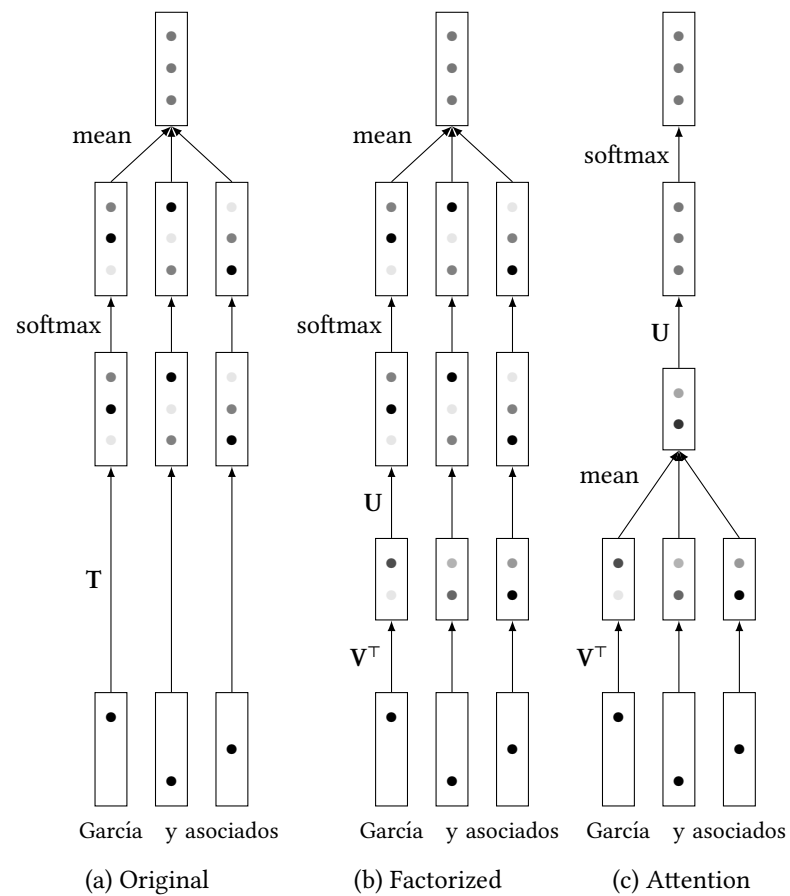 mean
softmax
T
García y asociados
(a) Original
mean
softmax
U
V⊤
García y asociados
(b) Factorized
softmax
U
mean
V⊤
García y asociados
(c) Attention